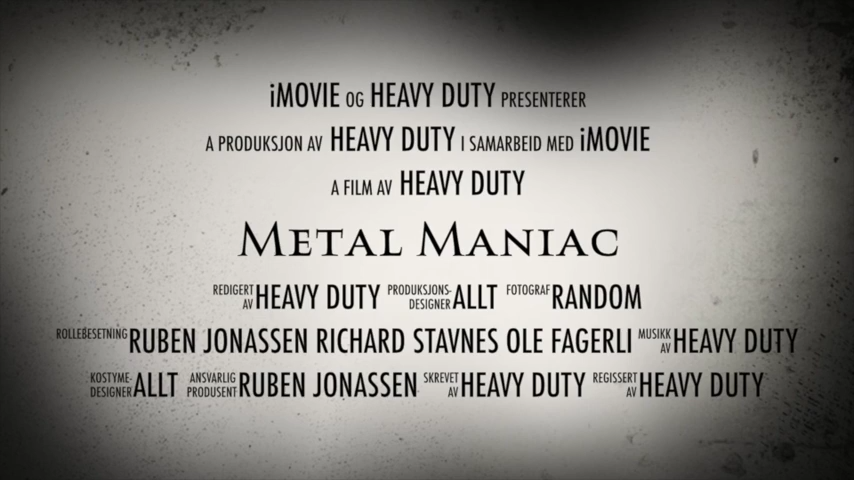 iMOVIE OG HEAVY DUTY PRESENTERER
A PRODUKSJON AV HEAVY DUTY I SAMARBEID MED iMOVIE
A FILM AV HEAVY DUTY
METAL MANIAC
REDIGERT AV HEAVY DUTY PRODUKSJONS-DESIGNER ALLT FOTOGRAF RANDOM
ROLLEBESETNING RUBEN JONASSEN RICHARD STAVNES OLE FAGERLI MUSIKK AV HEAVY DUTY
KOSTYME-DESIGNER ALLT ANSVARLIG PRODUSENT RUBEN JONASSEN SKREVET AV HEAVY DUTY REGISSERT AV HEAVY DUTY